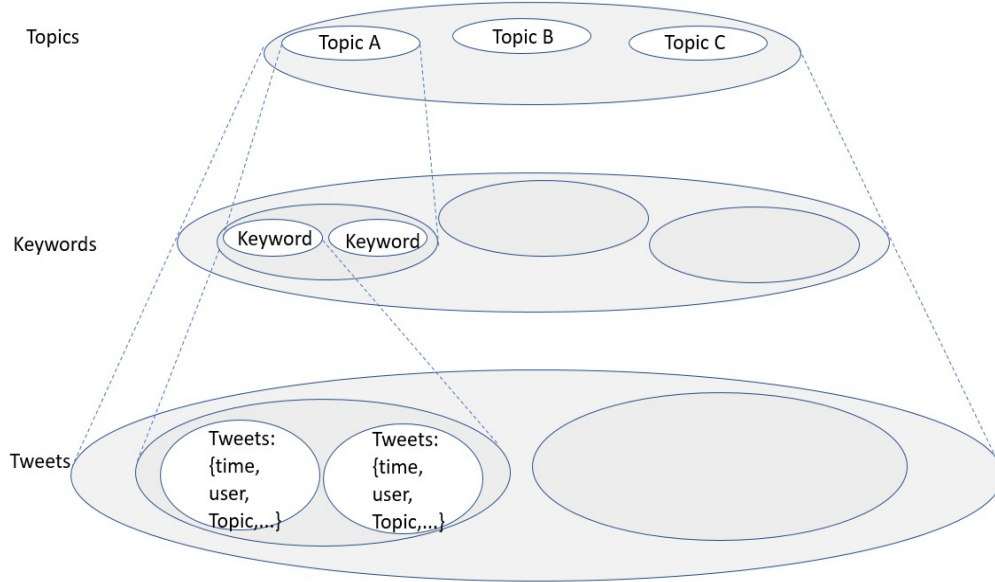 Topics
Topic A
Topic B
Topic C
Keywords
Keyword
Keyword
Tweets
Tweets:
{time,
user,
Topic,...}
Tweets:
{time,
user,
Topic,...}